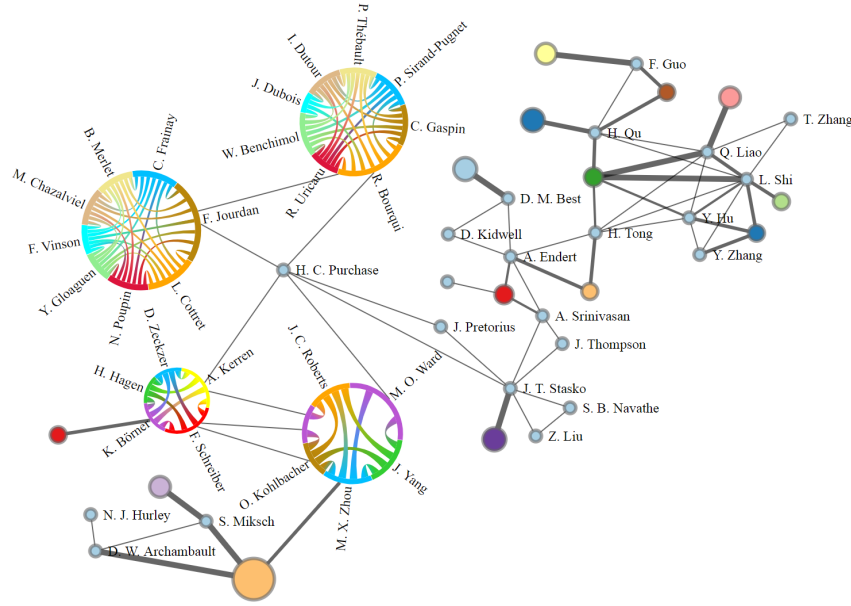 P. Thébault
I. Dutour
P. Sirand-Pugnet
J. Dubois
C. Gaspin
W. Benchimol
R. Uricaru
R. Bourqui
B. Merlet
C. Frainay
M. Chazalviel
F. Jourdan
F. Vinson
Y. Gloaguen
L. Cottret
N. Poupin
F. Guo
T. Zhang
H. Qu
Q. Liao
L. Shi
D. M. Best
Y. Hu
D. Kidwell
H. Tong
Y. Zhang
A. Endert
H. C. Purchase
A. Srinivasan
J. Pretorius
J. Thompson
D. Zeckzer
A. Kerren
H. Hagen
K. Börner
F. Schreiber
J. C. Roberts
M. O. Ward
J. T. Stasko
S. B. Navathe
Z. Liu
O. Kohlbacher
J. Yang
M. X. Zhou
N. J. Hurley
S. Miksch
D. W. Archambault